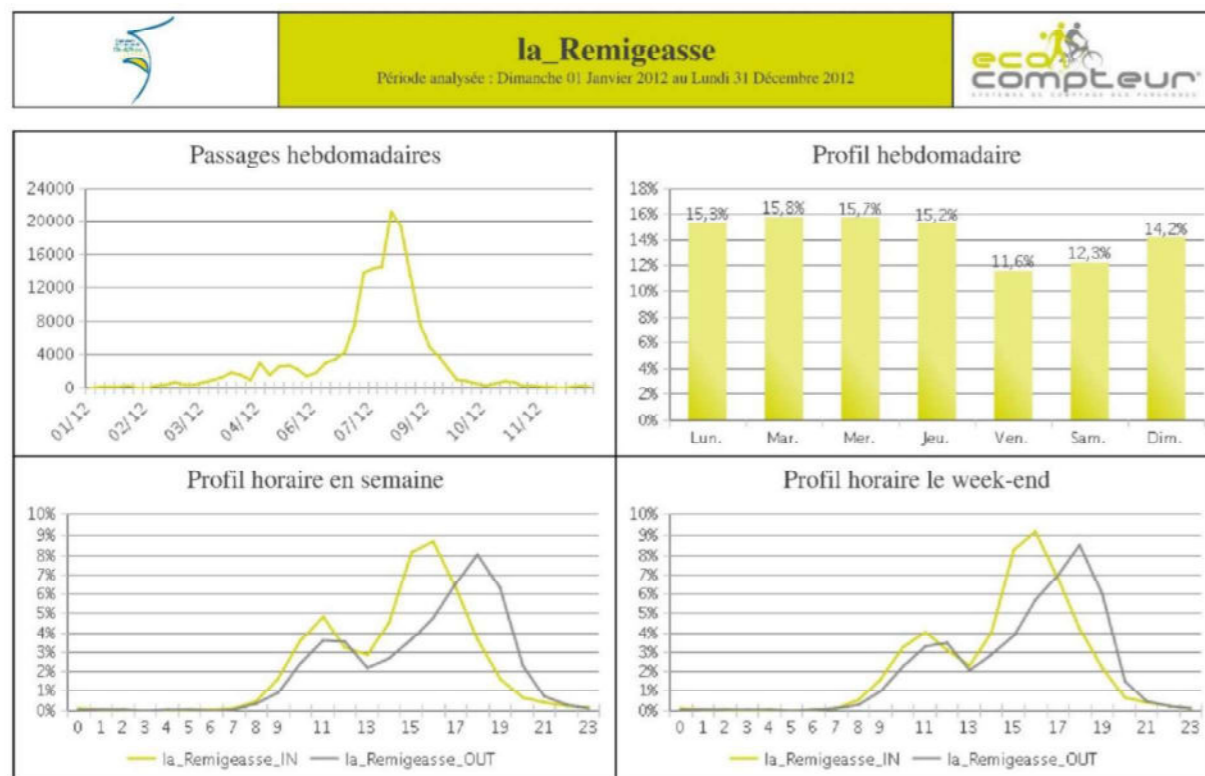 la_Remigeasse
Période analysée : Dimanche 01 Janvier 2012 au Lundi 31 Décembre 2012
eco
compteur
SYSTEMES DE COMPTAGE DES PERSONNES
Passages hebdomadaires
24000
20000
16000
12000
8000
4000
0
01/12 02/12 03/12 04/12 06/12 07/12 09/12 10/12 11/12
Profil hebdomadaire
18%
16%
14%
12%
10%
8%
6%
4%
2%
0%
15,3% 15,8% 15,7% 15,2% 11,6% 12,3% 14,2%
Lun. Mar. Mer. Jeu. Ven. Sam. Dim.
Profil horaire en semaine
10%
9%
8%
7%
6%
5%
4%
3%
2%
1%
0%
0 1 2 3 4 5 6 7 8 9 11 13 15 17 19 21 23
la_Remigeasse_IN la_Remigeasse_OUT
Profil horaire le week-end
10%
9%
8%
7%
6%
5%
4%
3%
2%
1%
0%
0 1 2 3 4 5 6 7 8 9 11 13 15 17 19 21 23
la_Remigeasse_IN la_Remigeasse_OUT